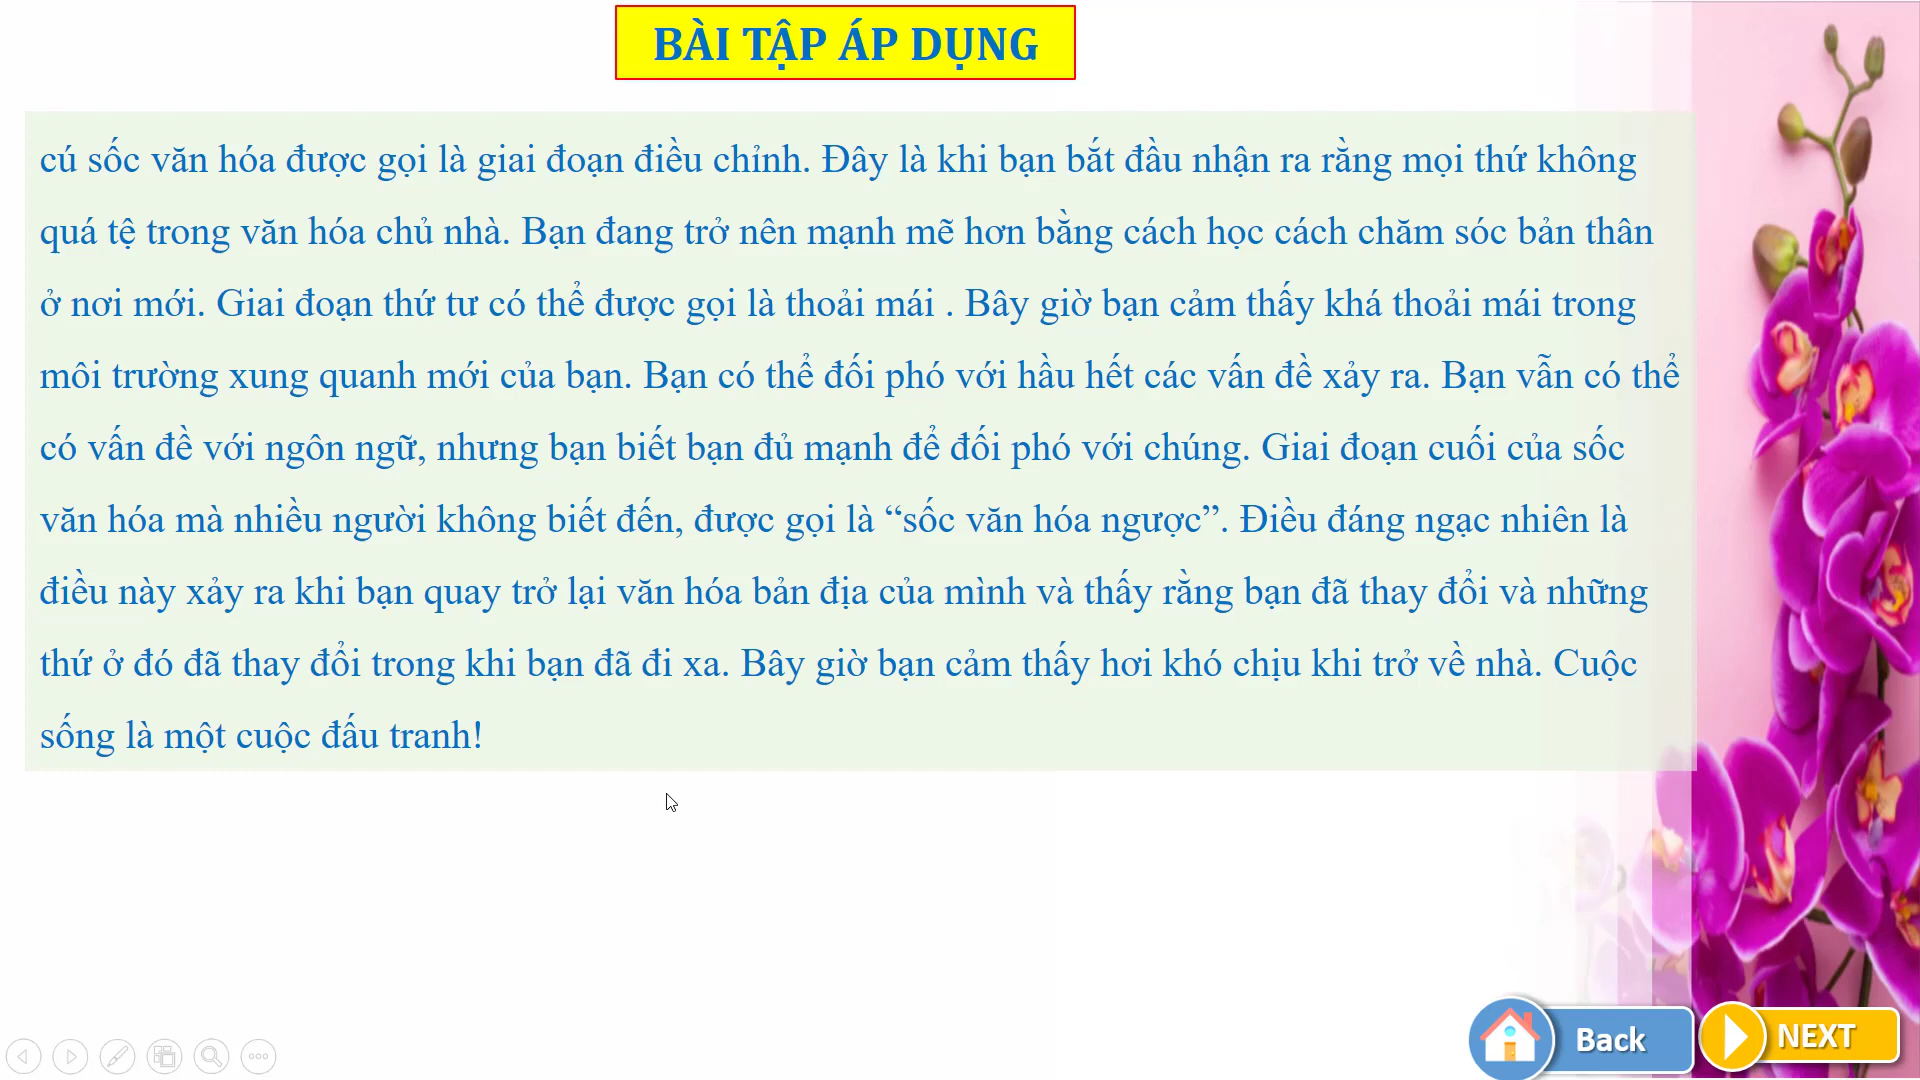 BÀI TẬP ÁP DỤNG
cú sốc văn hóa được gọi là giai đoạn điều chỉnh. Đây là khi bạn bắt đầu nhận ra rằng mọi thứ không
quá tệ trong văn hóa chủ nhà. Bạn đang trở nên mạnh mẽ hơn bằng cách học cách chăm sóc bản thân
ở nơi mới. Giai đoạn thứ tư có thể được gọi là thoải mái . Bây giờ bạn cảm thấy khá thoải mái trong
môi trường xung quanh mới của bạn. Bạn có thể đối phó với hầu hết các vấn đề xảy ra. Bạn vẫn có thể
có vấn đề với ngôn ngữ, nhưng bạn biết bạn đủ mạnh để đối phó với chúng. Giai đoạn cuối của sốc
văn hóa mà nhiều người không biết đến, được gọi là “sốc văn hóa ngược”. Điều đáng ngạc nhiên là
điều này xảy ra khi bạn quay trở lại văn hóa bản địa của mình và thấy rằng bạn đã thay đổi và những
thứ ở đó đã thay đổi trong khi bạn đã đi xa. Bây giờ bạn cảm thấy hơi khó chịu khi trở về nhà. Cuộc
sống là một cuộc đấu tranh!
Back
NEXT